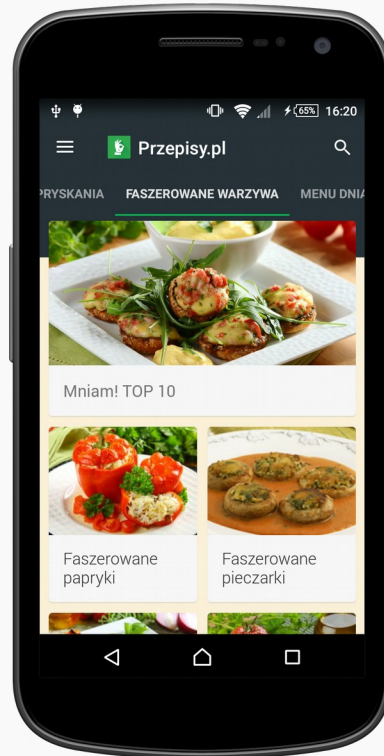 65% 16:20
Przepisy.pl
PRYSKANIA FASZEROWANE WARZYWA MENU DNIA
Mniam! TOP 10
Faszerowane
papryki
Faszerowane
pieczarki